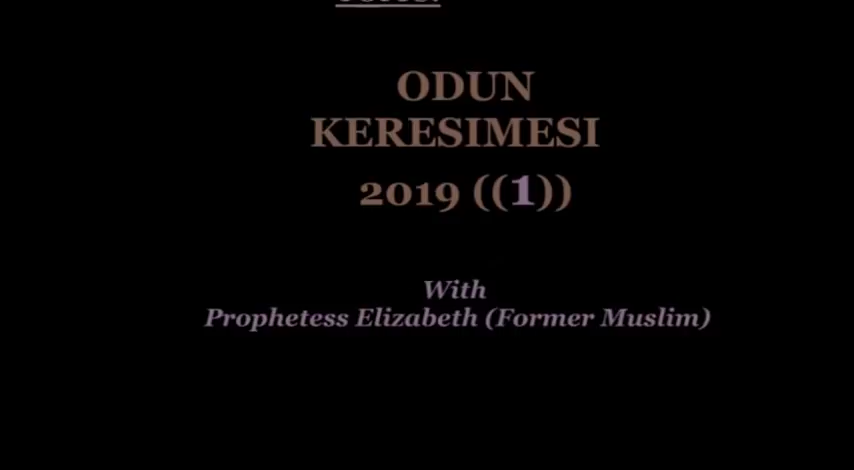 ODUN
KERESIMESI
2019 ((1))
With
Prophetess Elizabeth (Former Muslim)